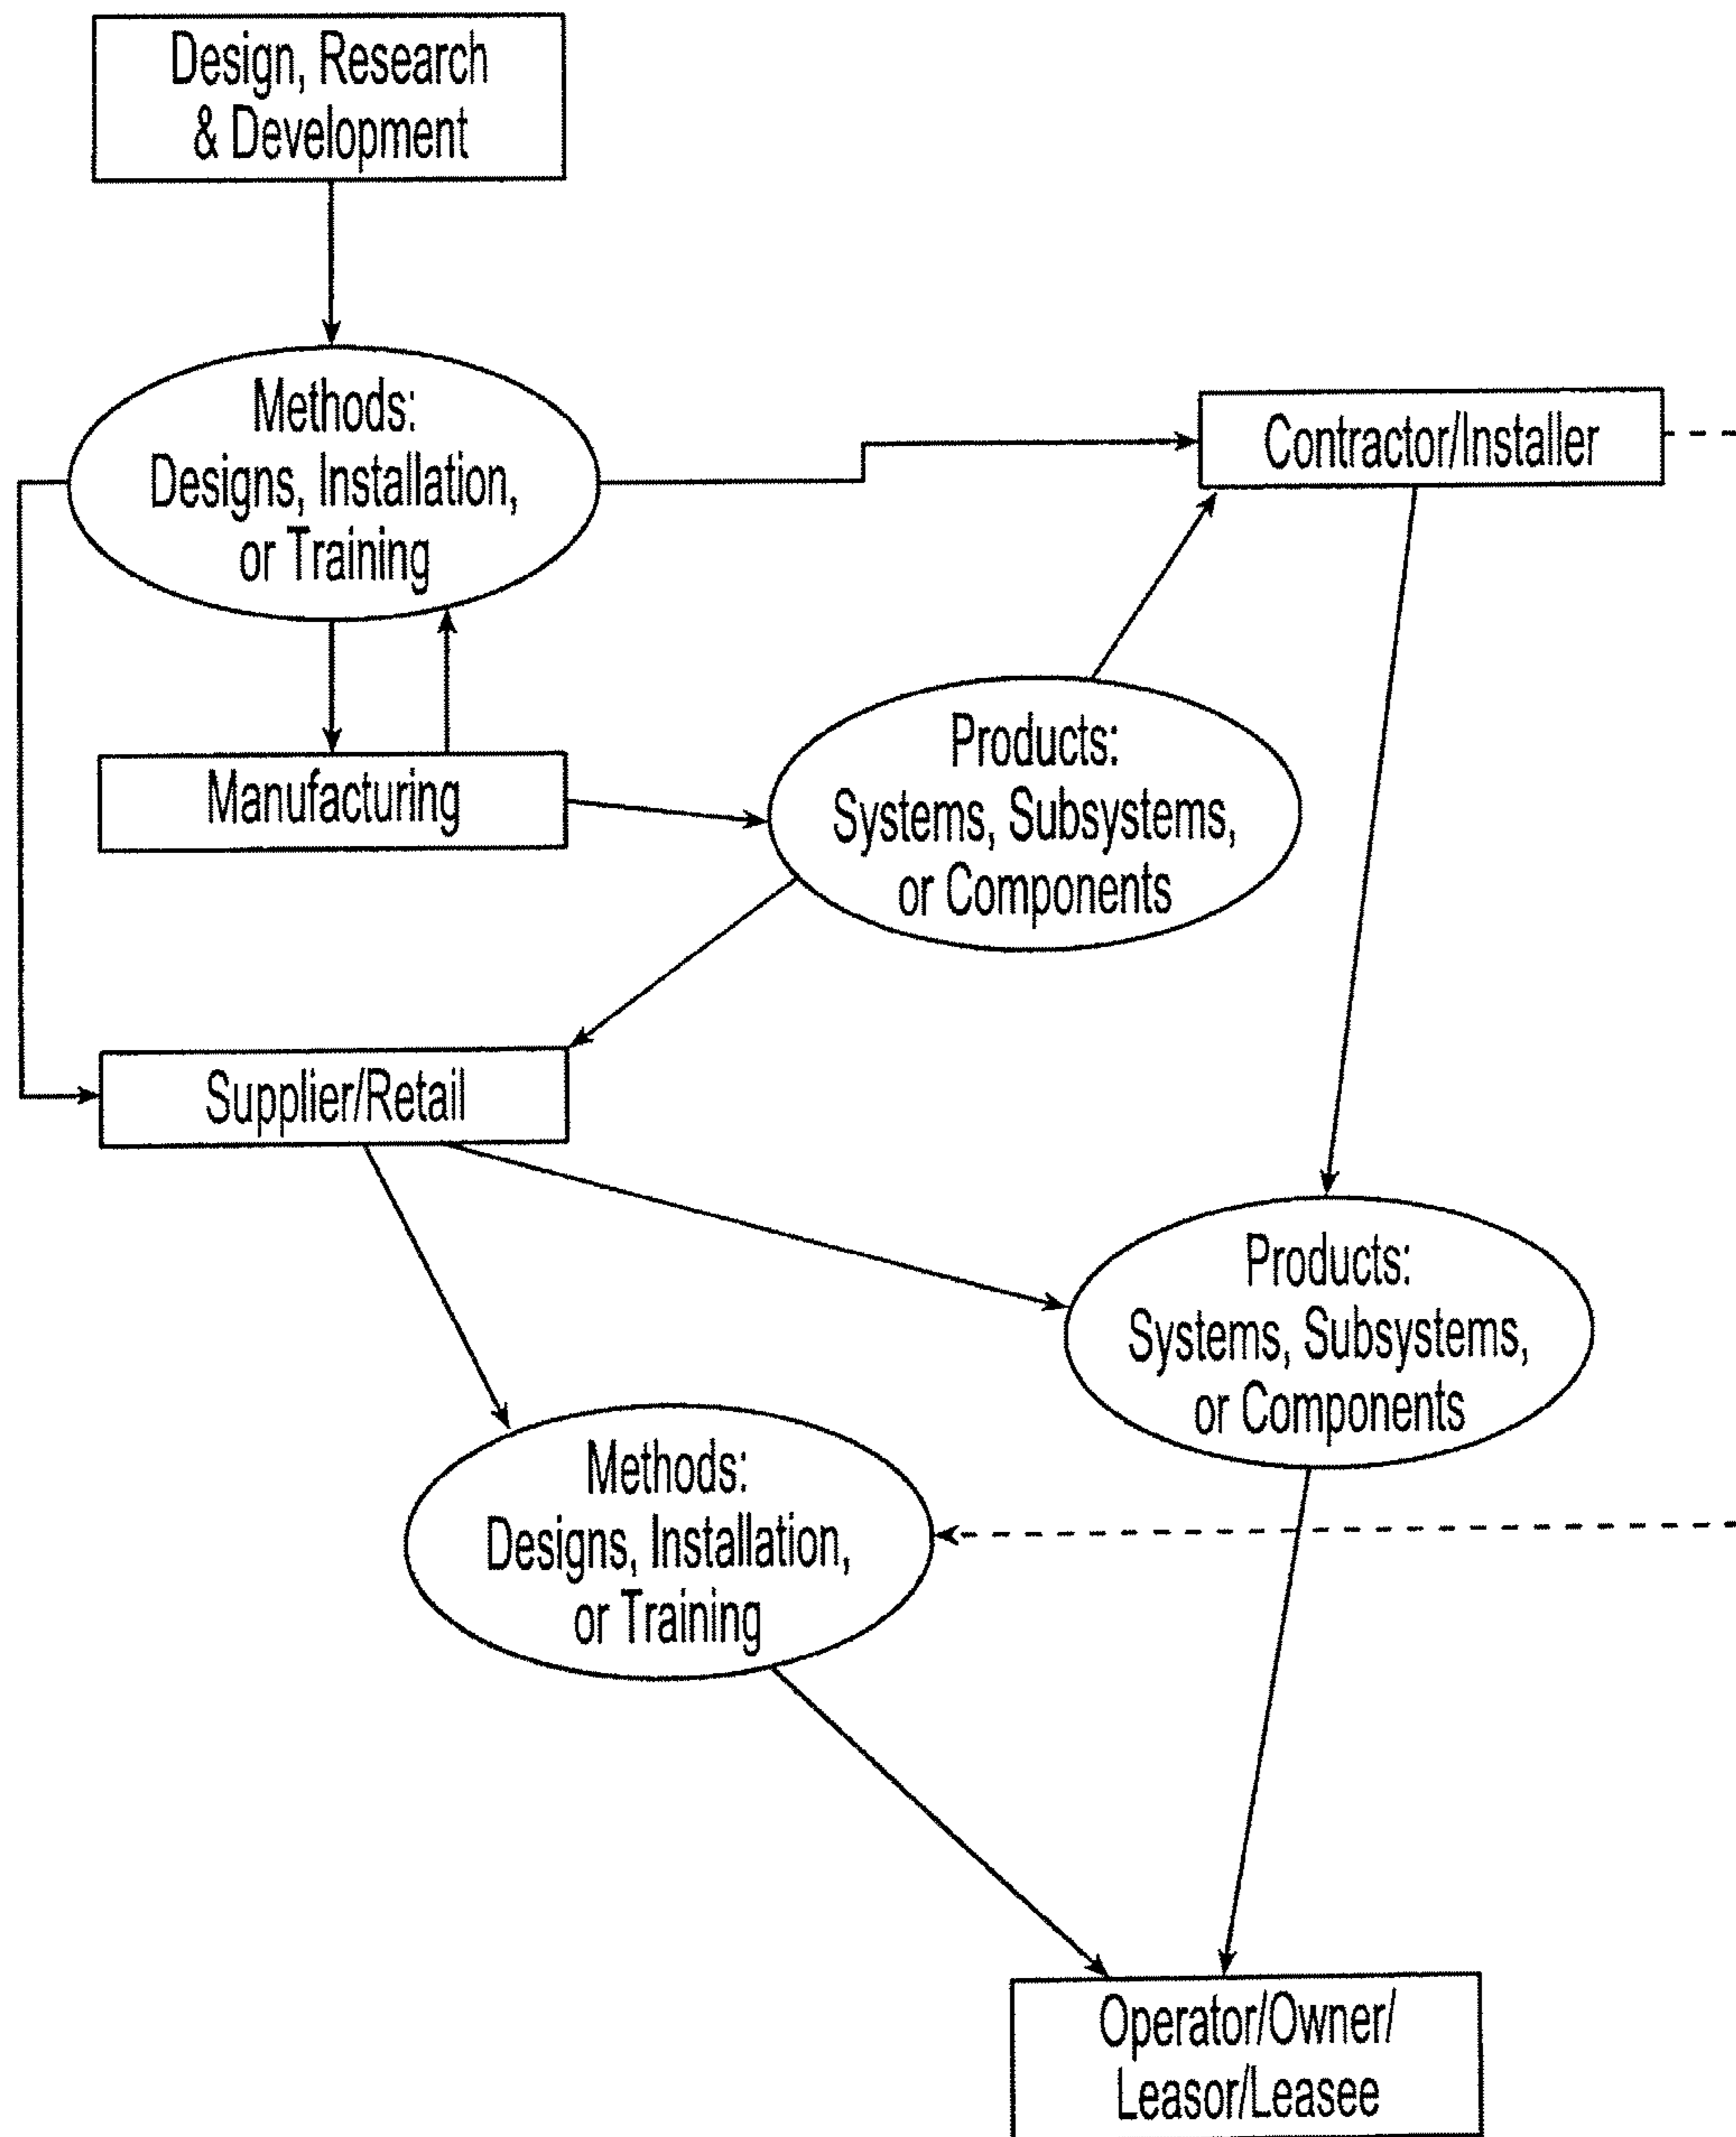 Design, Research
& Development
Methods:
Designs, Installation,
or Training
Contractor/Installer
Manufacturing
Products:
Systems, Subsystems,
or Components
Supplier/Retail
Products:
Systems, Subsystems,
or Components
Methods:
Designs, Installation,
or Training
Operator/Owner/
Leasor/Leasee